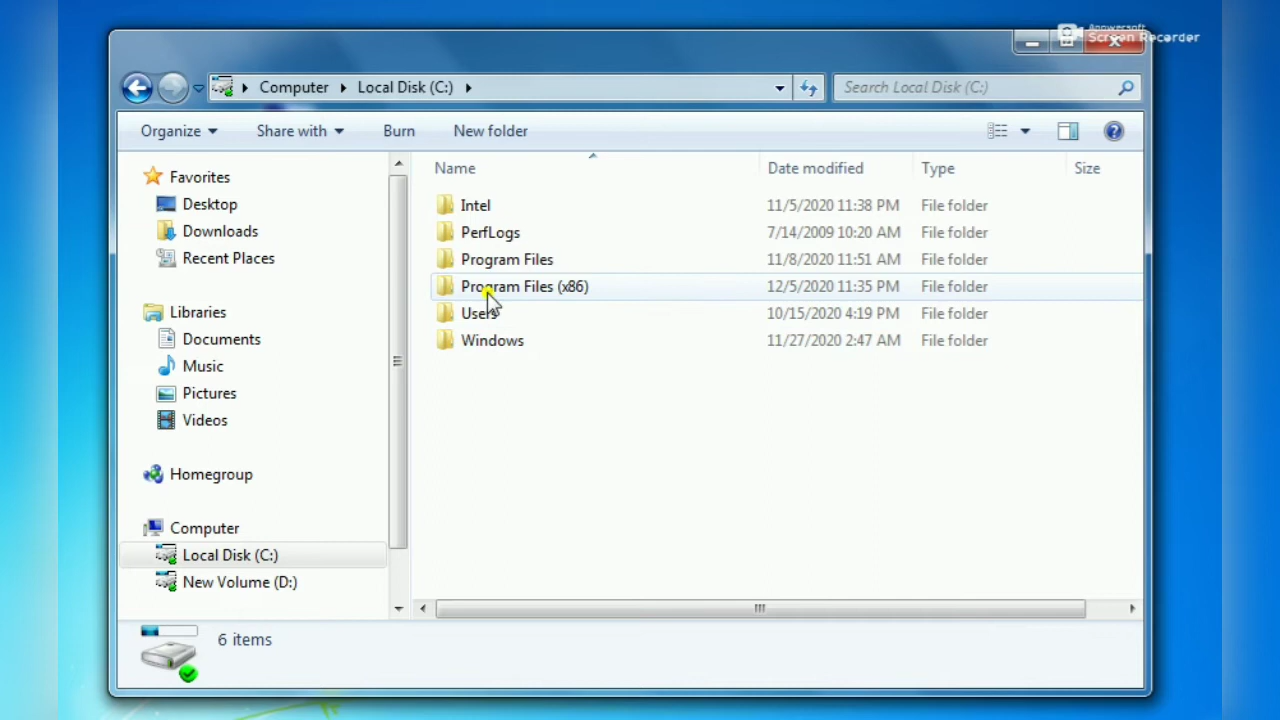 Apowersoft
Screen Recorder
Computer Local Disk (C:)
Search Local Disk (C:)
Organize Share with Burn New folder
Name Date modified Type Size
Favorites
Desktop
Downloads
Recent Places
Libraries
Documents
Music
Pictures
Videos
Homegroup
Computer
Local Disk (C:)
New Volume (D:)
Intel 11/5/2020 11:38 PM File folder
PerfLogs 7/14/2009 10:20 AM File folder
Program Files 11/8/2020 11:51 AM File folder
Program Files (x86) 12/5/2020 11:35 PM File folder
Users 10/15/2020 4:19 PM File folder
Windows 11/27/2020 2:47 AM File folder
6 items